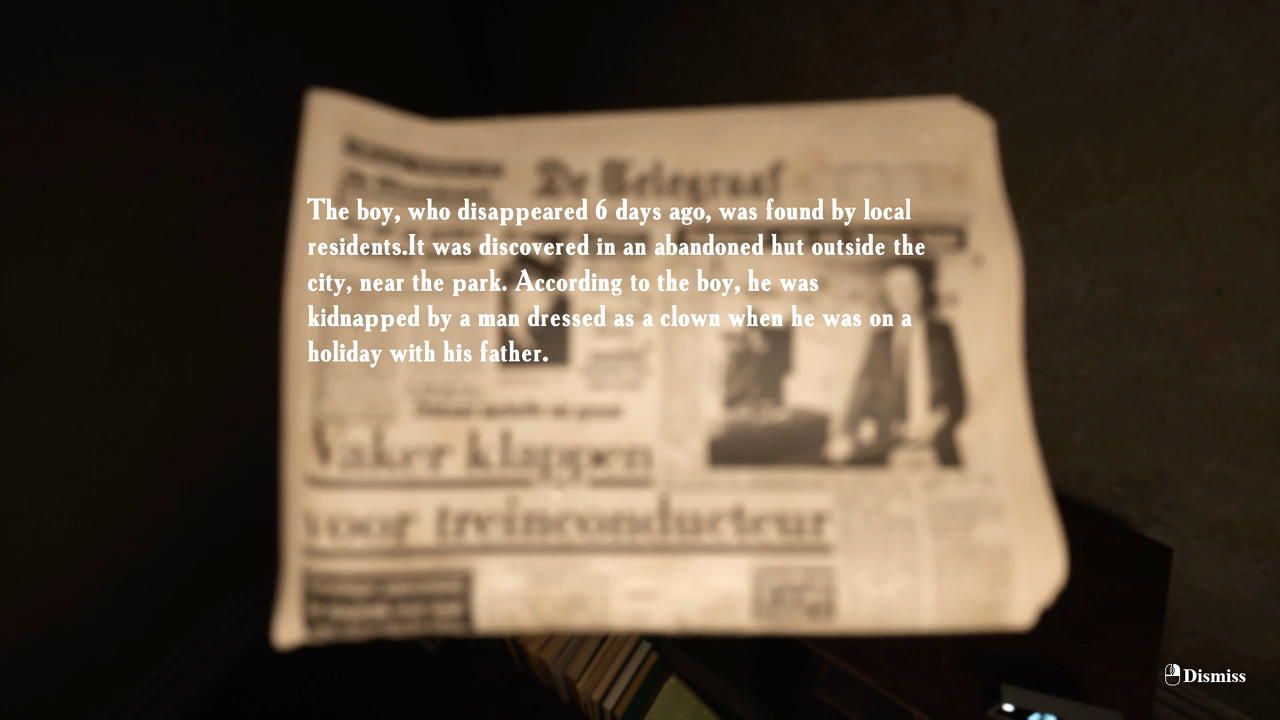 De Telegraaf
The boy, who disappeared 6 days ago, was found by local
residents.It was discovered in an abandoned hut outside the
city, near the park. According to the boy, he was
kidnapped by a man dressed as a clown when he was on a
holiday with his father.
Vaker klappen
voor treinconducteur
Dismiss